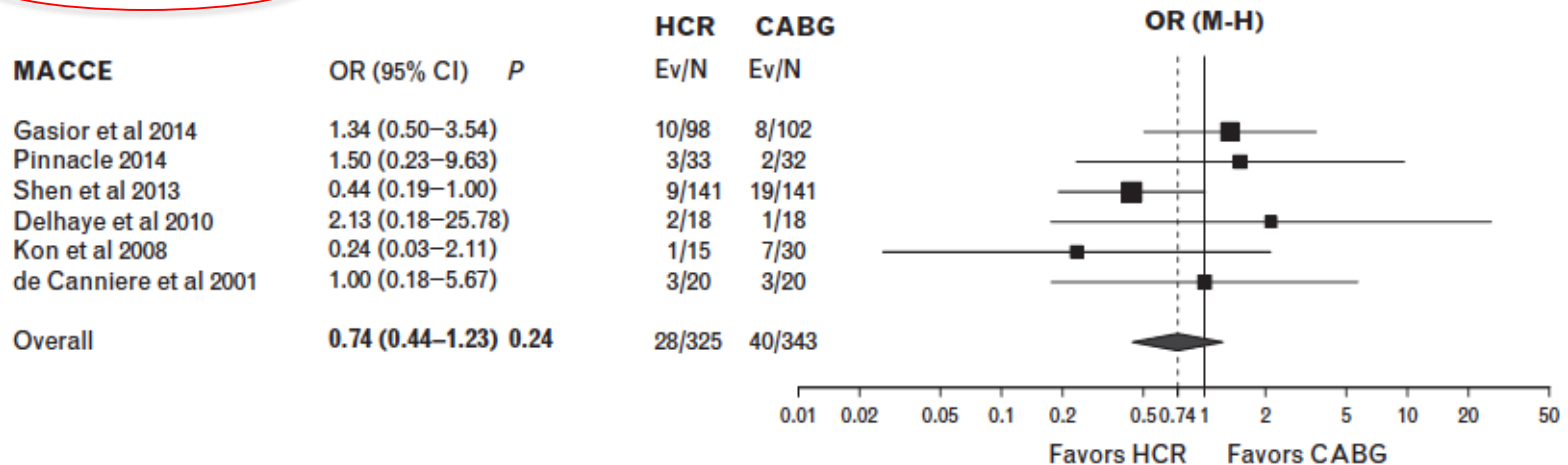 HCR CABG OR (M-H)
MACCE OR (95% CI) P Ev/N Ev/N
Gasior et al 2014 1.34 (0.50–3.54) 10/98 8/102
Pinnacle 2014 1.50 (0.23–9.63) 3/33 2/32
Shen et al 2013 0.44 (0.19–1.00) 9/141 19/141
Delhaye et al 2010 2.13 (0.18–25.78) 2/18 1/18
Kon et al 2008 0.24 (0.03–2.11) 1/15 7/30
de Canniere et al 2001 1.00 (0.18–5.67) 3/20 3/20
Overall 0.74 (0.44–1.23) 0.24 28/325 40/343
0.01 0.02 0.05 0.1 0.2 0.5 0.74 1 2 5 10 20 50
Favors HCR Favors CABG